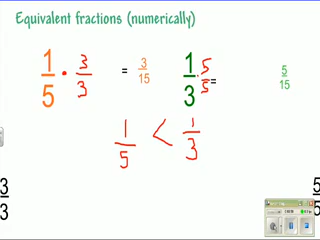 Equivalent fractions (numerically)
1/5 · 3/3 = 3/15
1/3 · 5/5 = 5/15
1/5 < 1/3
3/3
5/5